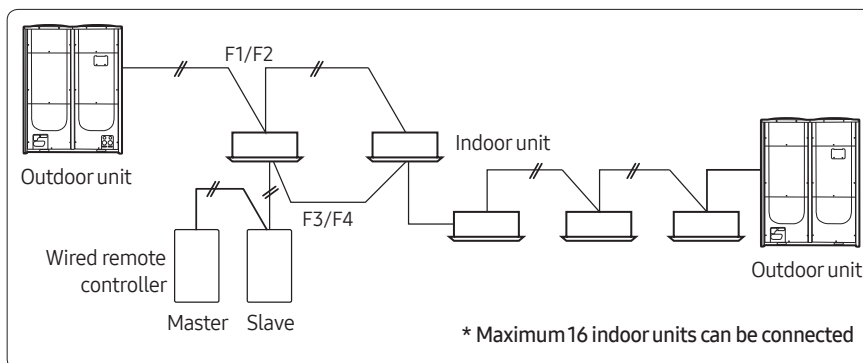 F1/F2
Indoor unit
Outdoor unit
F3/F4
Wired remote
controller
Outdoor unit
Master
Slave
* Maximum 16 indoor units can be connected